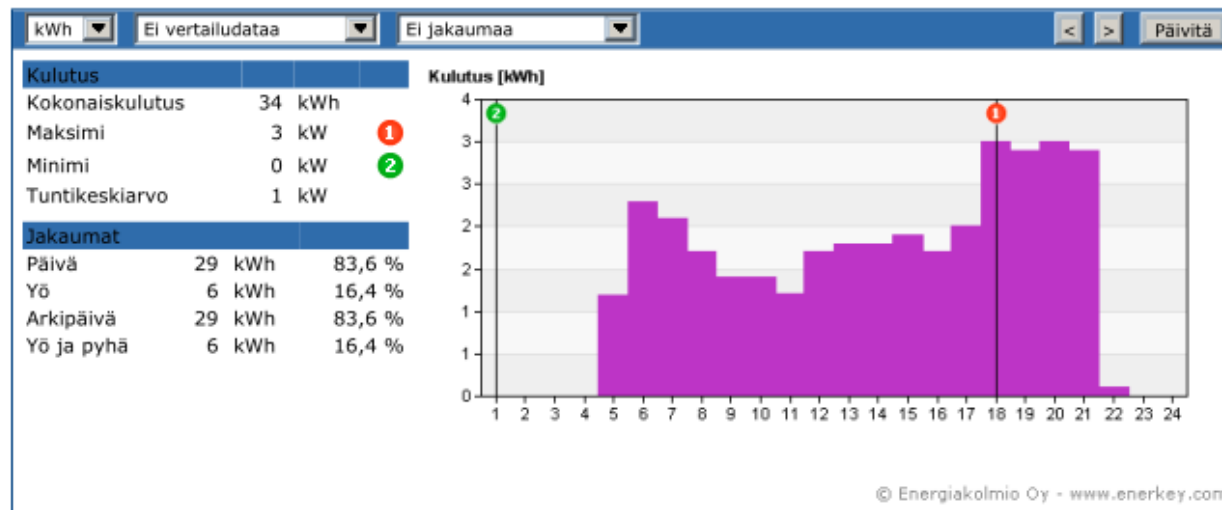 kWh Ei vertailudataa Ei jakaumaa < > Päivitä
Kulutus
Kokonaiskulutus 34 kWh
Maksimi 3 kW 1
Minimi 0 kW 2
Tuntikeskiarvo 1 kW
Jakaumat
Päivä 29 kWh 83,6 %
Yö 6 kWh 16,4 %
Arkipäivä 29 kWh 83,6 %
Yö ja pyhä 6 kWh 16,4 %
Kulutus [kWh]
4
3
3
2
2
1
1
0
2 1
1 2 3 4 5 6 7 8 9 10 11 12 13 14 15 16 17 18 19 20 21 22 23 24
© Energiakolmio Oy - www.enerkey.com